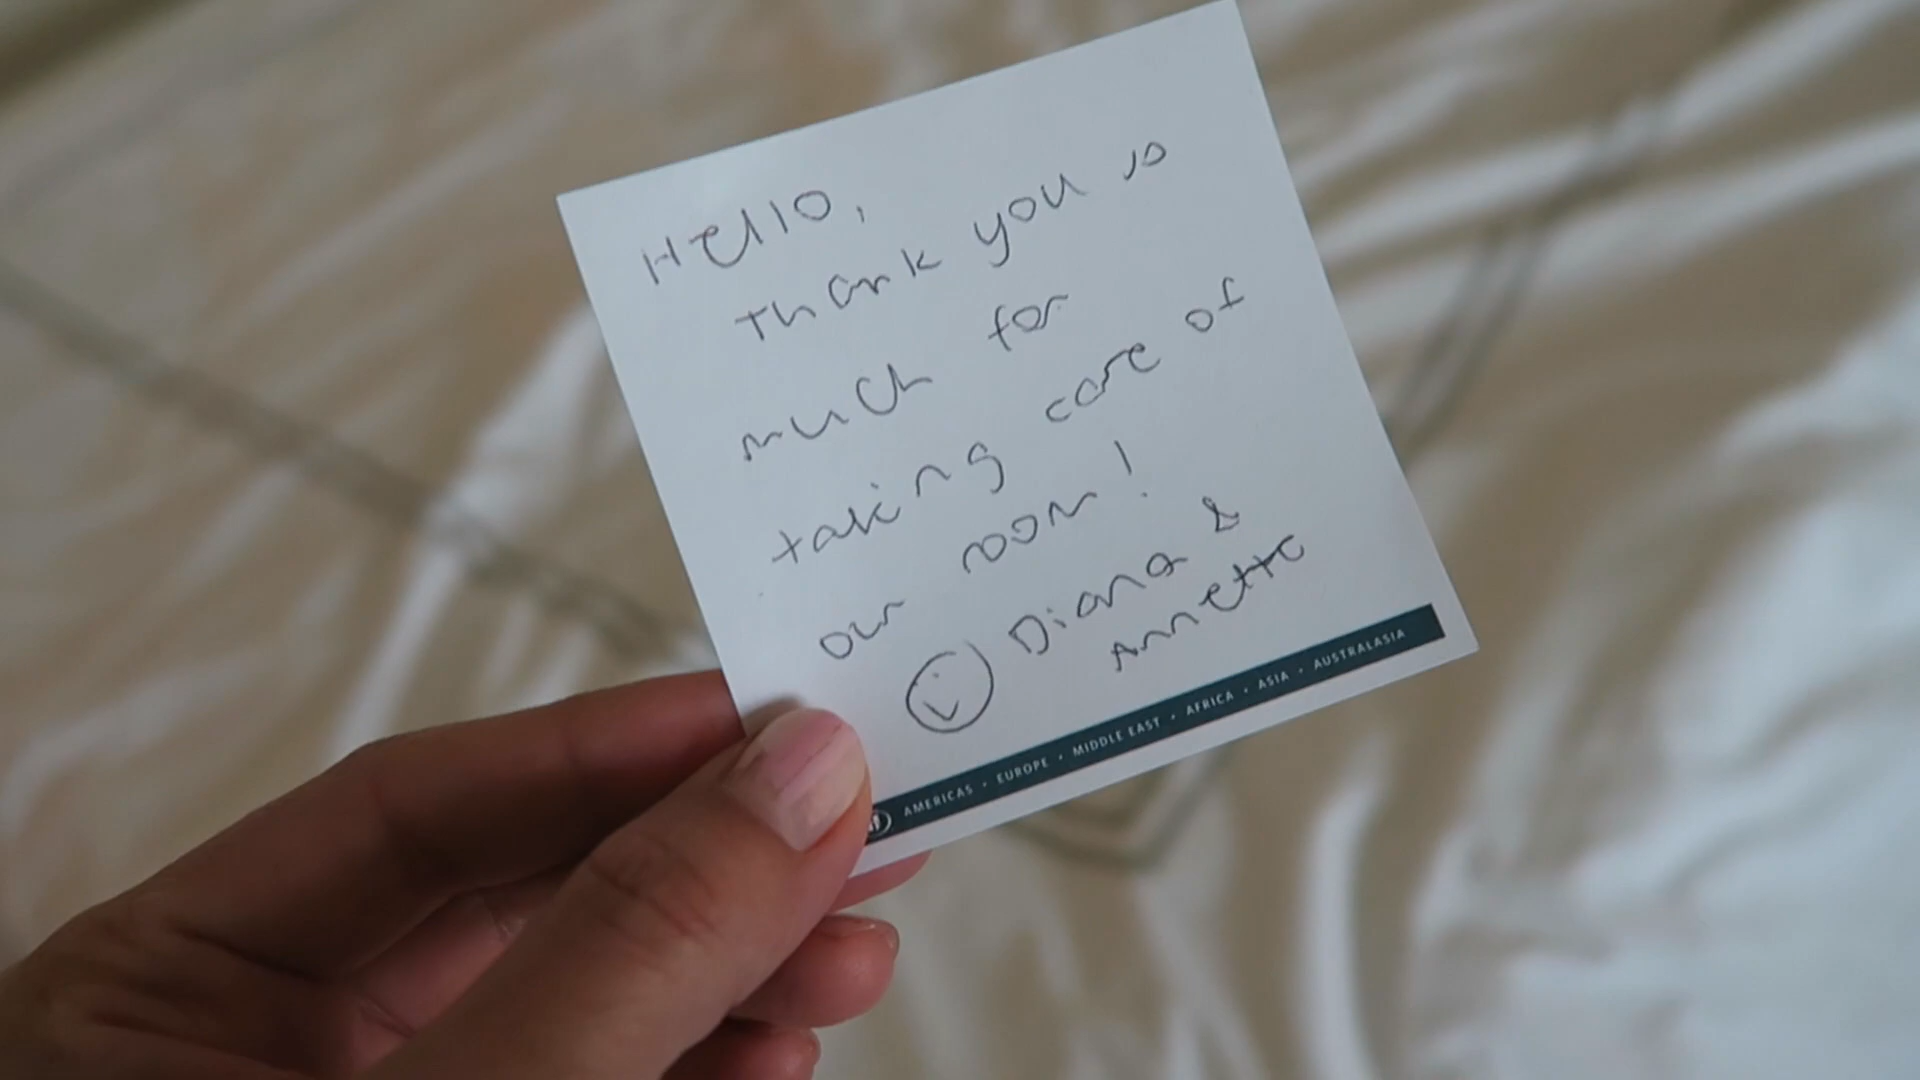 Hello,
Thank you so
much for
taking care of
our room!
Diana &
Annette
AMERICAS · EUROPE · MIDDLE EAST · AFRICA · ASIA · AUSTRALASIA